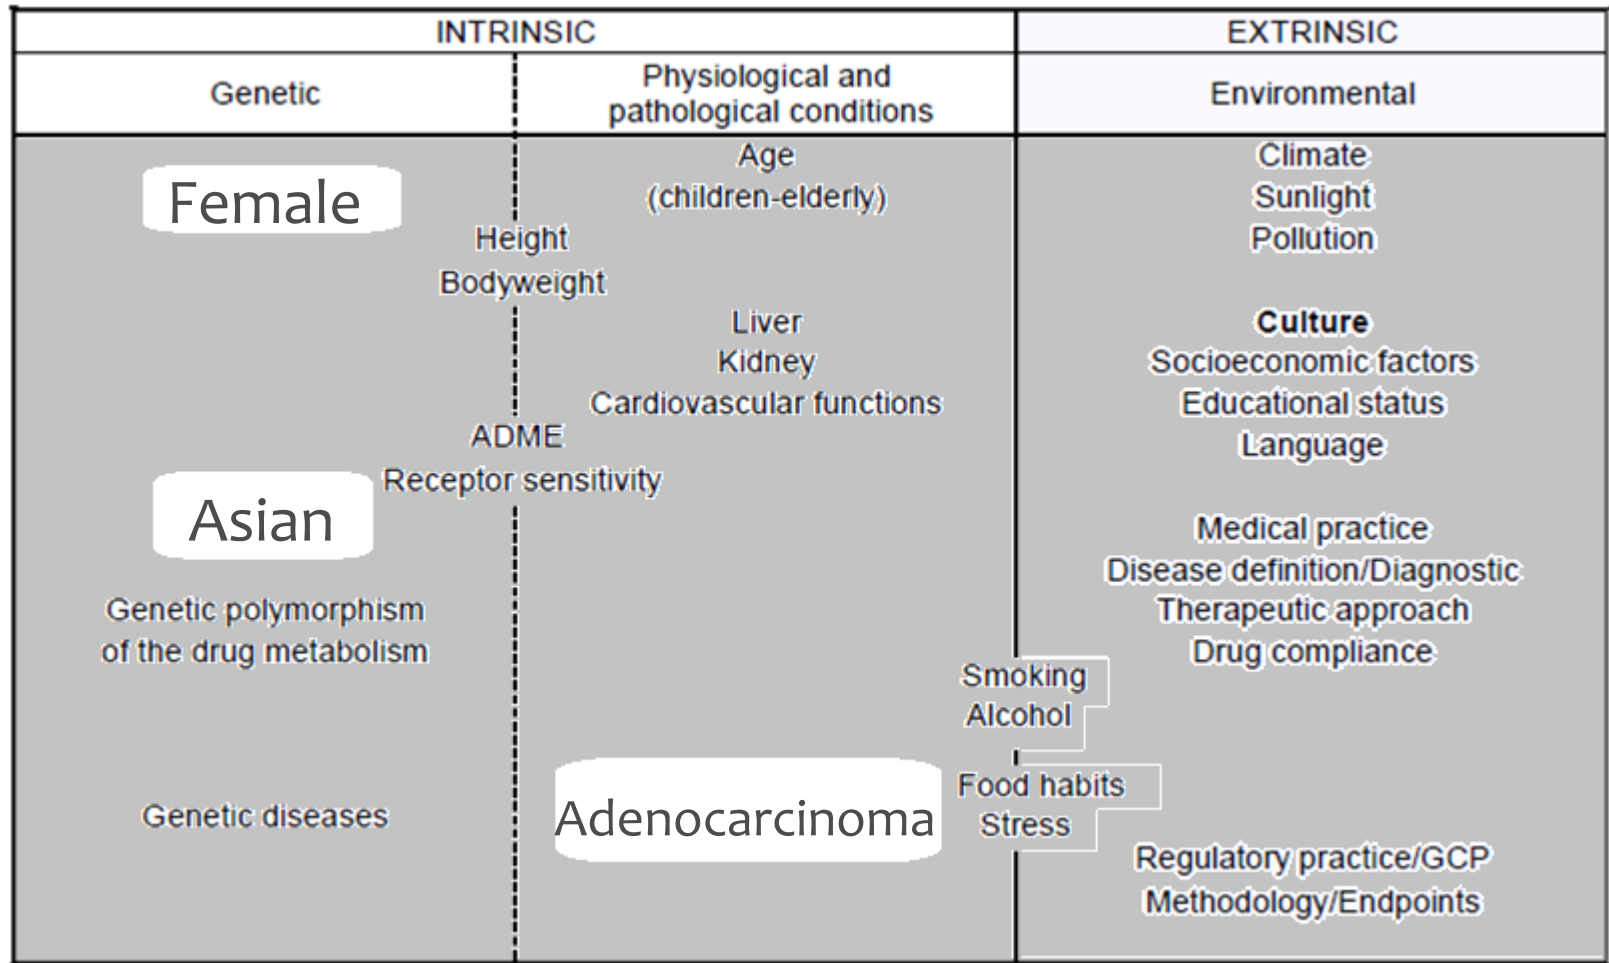 INTRINSIC
EXTRINSIC
Genetic
Physiological and
pathological conditions
Environmental
Female
Age
(children-elderly)
Climate
Sunlight
Pollution
Height
Bodyweight
Liver
Kidney
Cardiovascular functions
Culture
Socioeconomic factors
Educational status
Language
ADME
Receptor sensitivity
Asian
Medical practice
Disease definition/Diagnostic
Therapeutic approach
Drug compliance
Genetic polymorphism
of the drug metabolism
Smoking
Alcohol
Genetic diseases
Adenocarcinoma
Food habits
Stress
Regulatory practice/GCP
Methodology/Endpoints